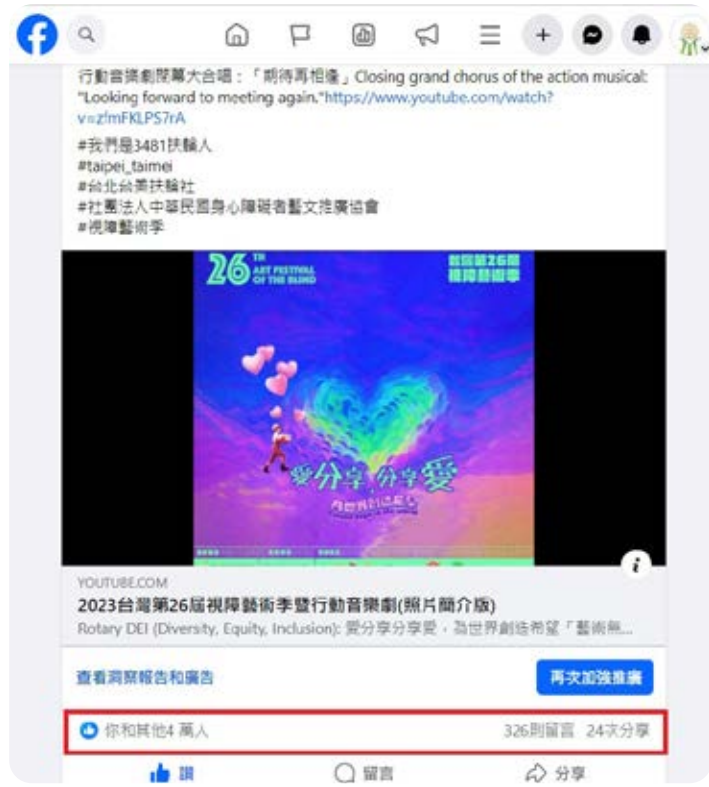 行動音樂劇閉幕大合唱：「期待再相逢」Closing grand chorus of the action musical:
"Looking forward to meeting again."https://www.youtube.com/watch?
v=zfmFKLPS7rA
#我們是3481扶輪人
#taipei_taimei
#台北台美扶輪社
#社團法人中華民國身心障礙者藝文推廣協會
#視障藝術季
26TH ART FESTIVAL OF THE BLIND
第26屆
視障藝術季
愛分享，分享愛
YOUTUBE.COM
2023台灣第26屆視障藝術季暨行動音樂劇(照片簡介版)
Rotary DEI (Diversity, Equity, Inclusion): 愛分享分享愛，為世界創造希望「藝術無...
查看洞察報告和廣告
再次加強推廣
你和其他4 萬人
326則留言 24次分享
讚 留言 分享